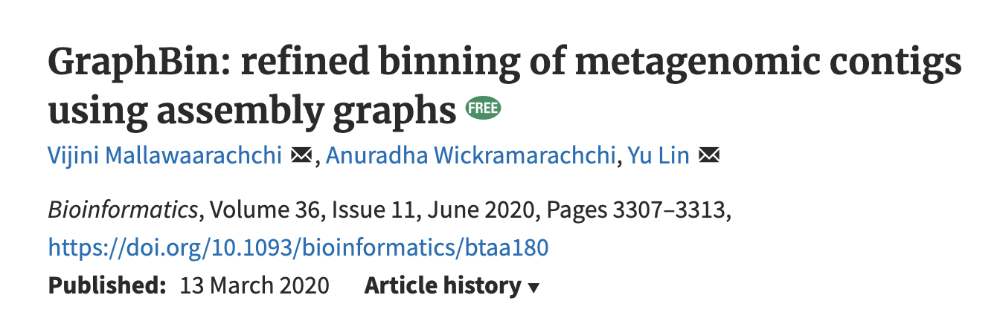 GraphBin: refined binning of metagenomic contigs
using assembly graphs FREE
Vijini Mallawaarachchi, Anuradha Wickramarachchi, Yu Lin
Bioinformatics, Volume 36, Issue 11, June 2020, Pages 3307–3313,
https://doi.org/10.1093/bioinformatics/btaa180
Published: 13 March 2020 Article history ▼